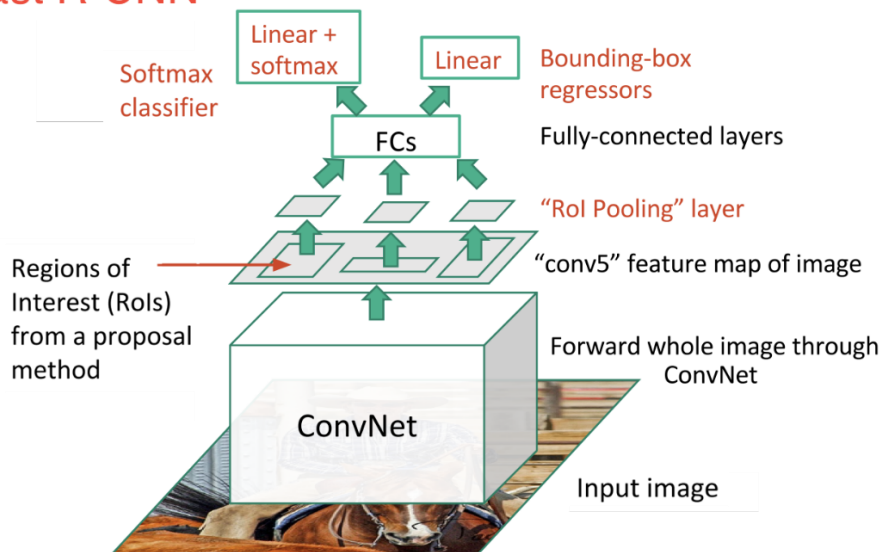 R-CNN
Linear +
softmax
Softmax
classifier
Linear
Bounding-box
regressors
FCs
Fully-connected layers
“RoI Pooling” layer
“conv5” feature map of image
Regions of
Interest (RoIs)
from a proposal
method
Forward whole image through
ConvNet
ConvNet
Input image